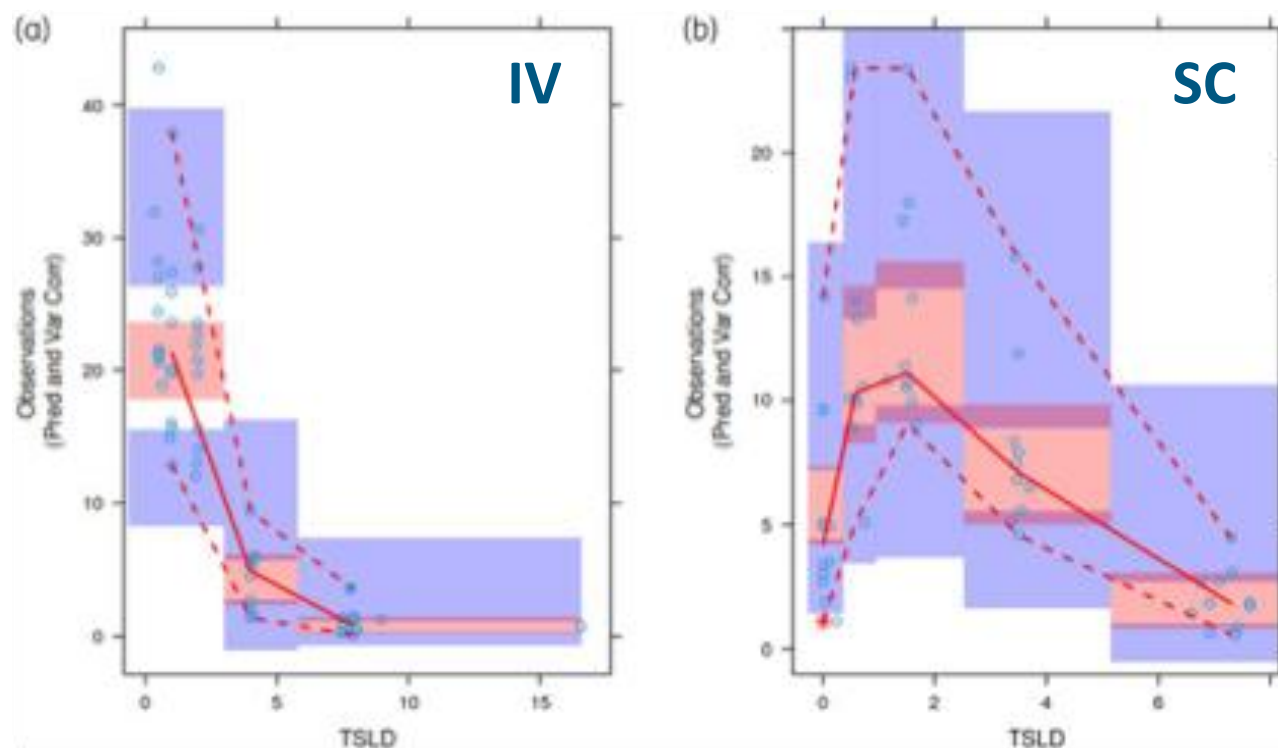 (a)
IV
Observations
(Pred and Var Corr)
40
30
20
10
0
0 5 10 15
TSLD
(b)
SC
Observations
(Pred and Var Corr)
20
15
10
5
0
0 2 4 6
TSLD